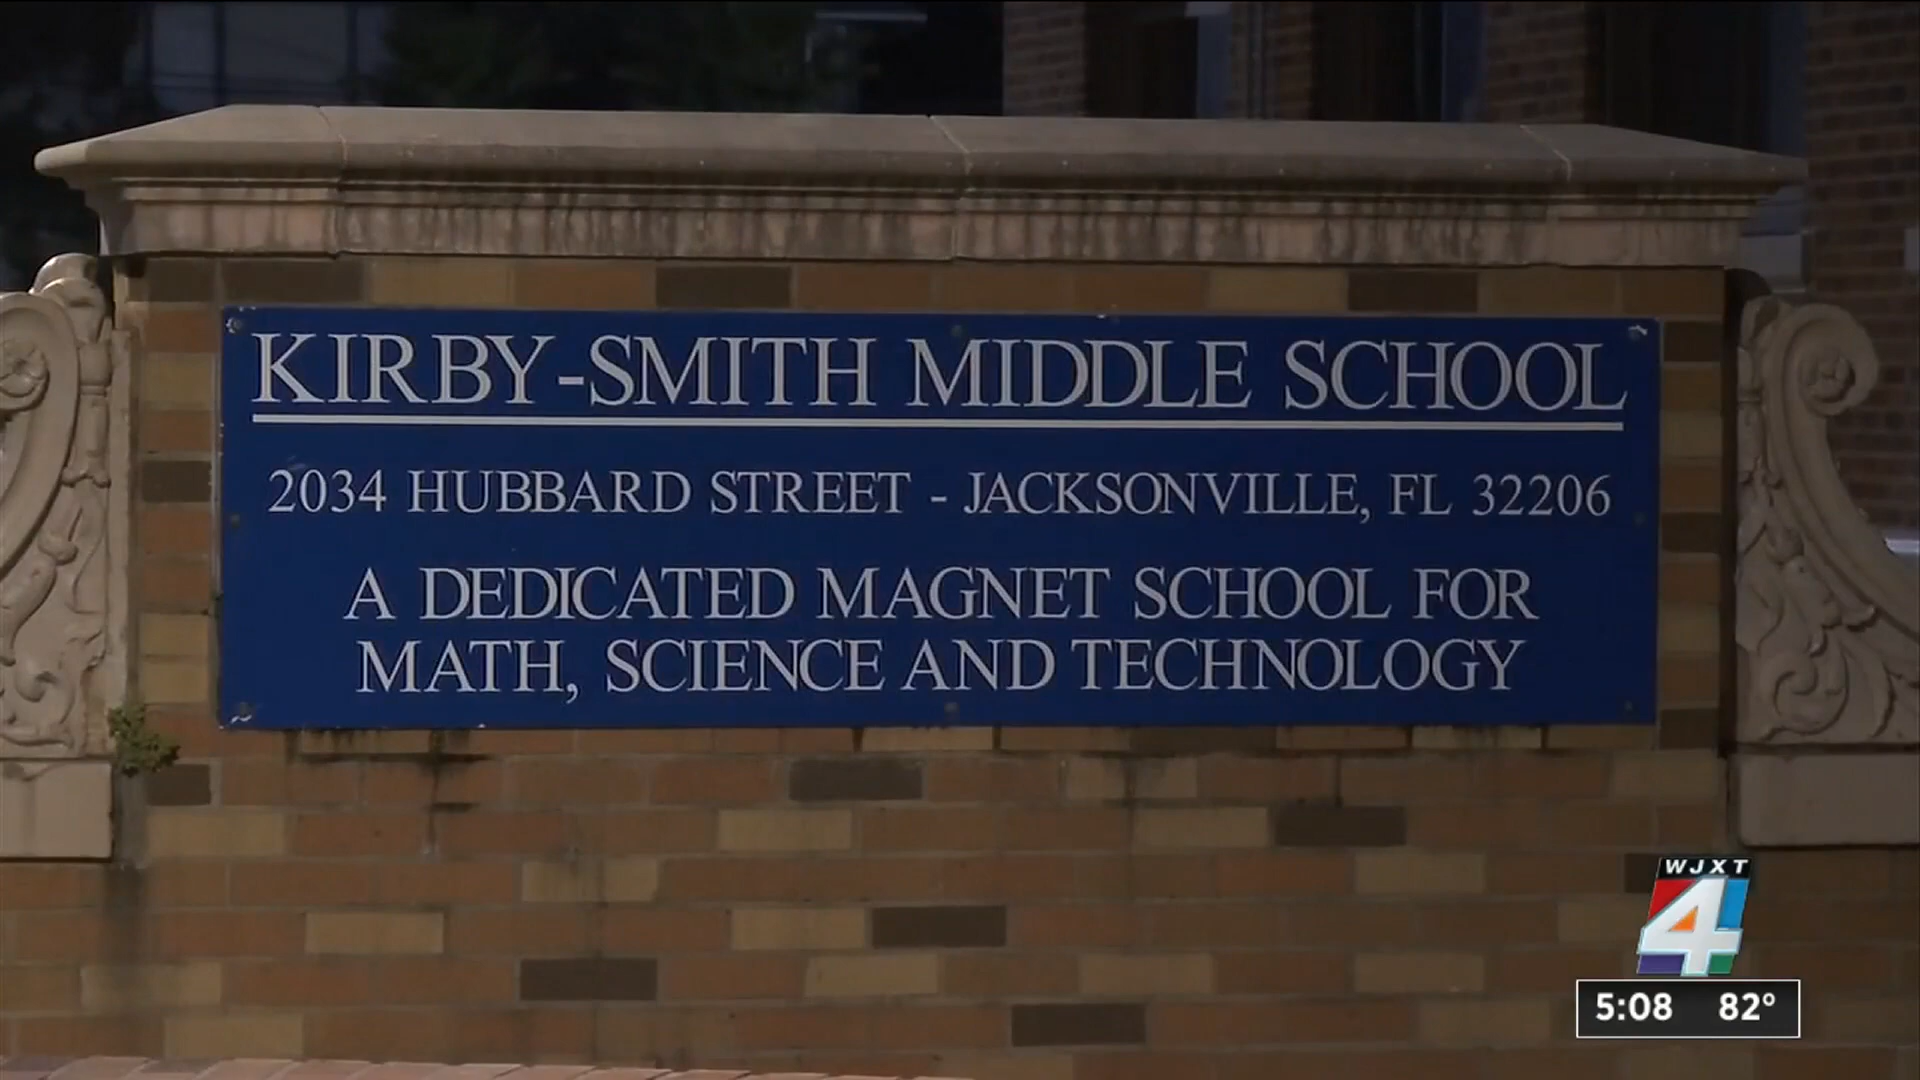 KIRBY-SMITH MIDDLE SCHOOL
2034 HUBBARD STREET - JACKSONVILLE, FL 32206
A DEDICATED MAGNET SCHOOL FOR
MATH, SCIENCE AND TECHNOLOGY
WJXT
4
5:08 82°